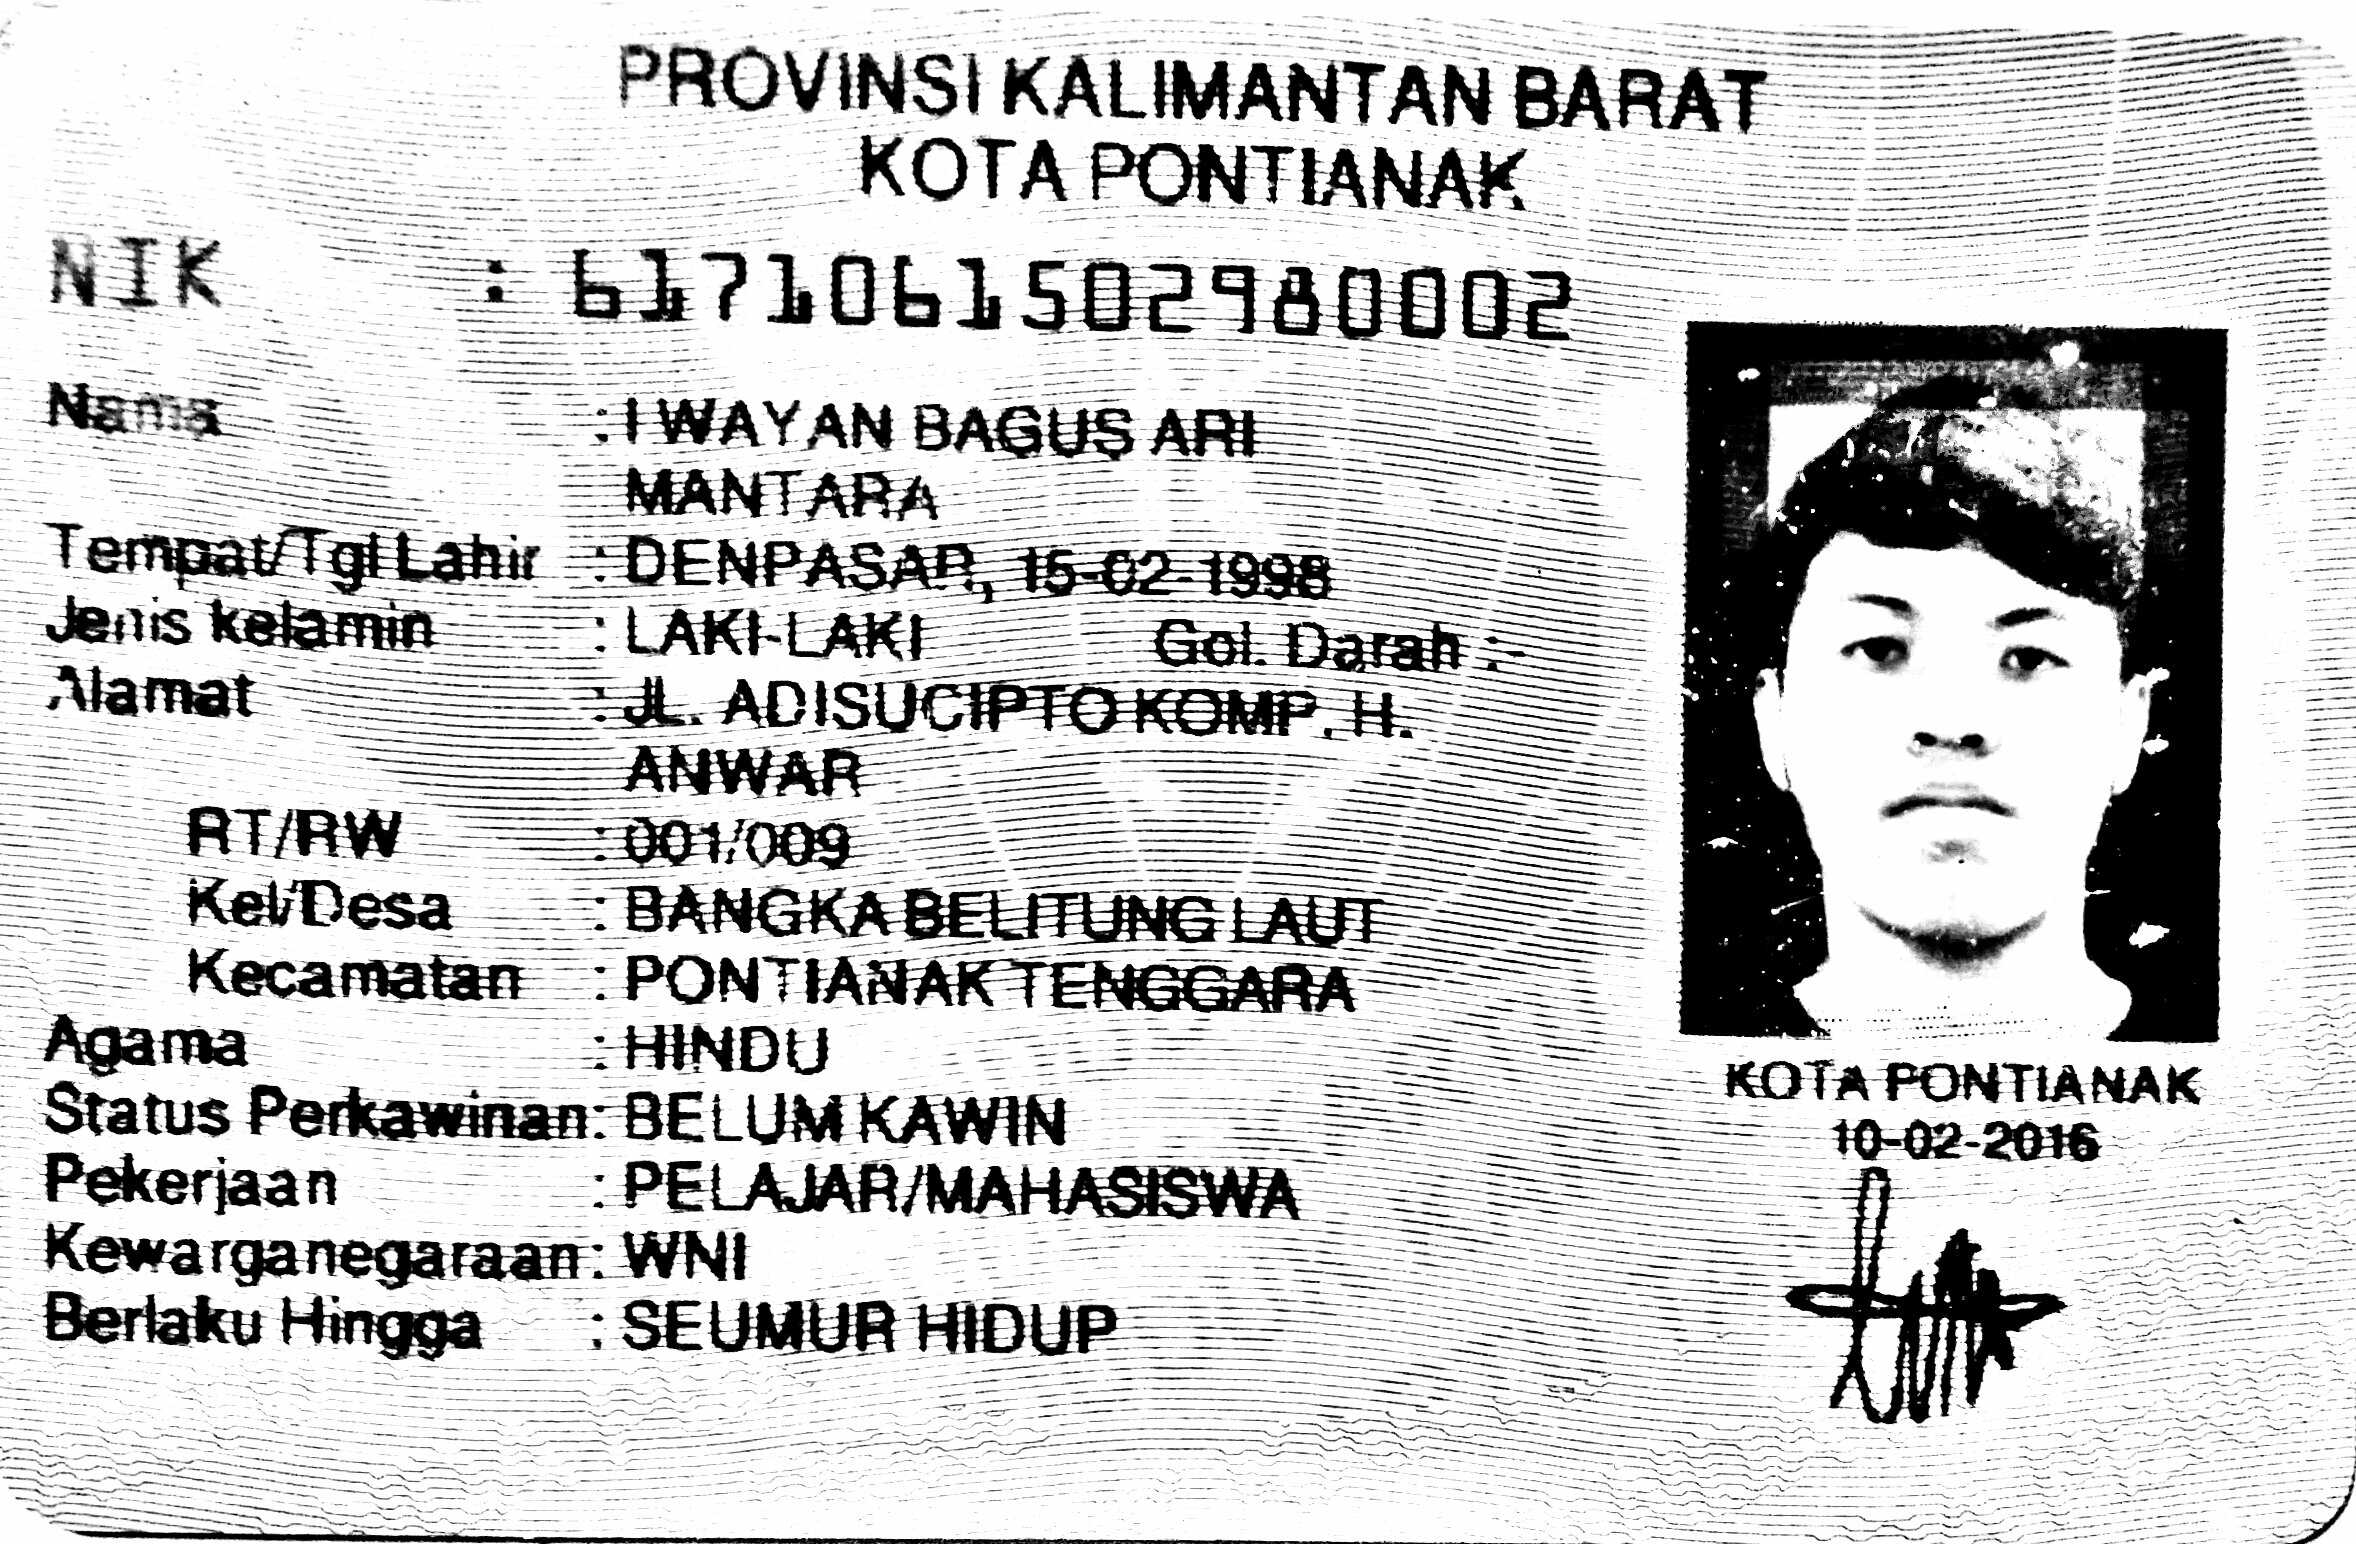 PROVINSI KALIMANTAN BARAT
KOTA PONTIANAK
NIK : 6171061502980002
Nama : I WAYAN BAGUS ARI
MANTARA
Tempat/Tgl Lahir : DENPASAR, 15-02-1998
Jenis kelamin : LAKI-LAKI Gol. Darah :-
Alamat : JL. ADISUCIPTO KOMP. H.
ANWAR
RT/RW : 001/009
Kel/Desa : BANGKA BELITUNG LAUT
Kecamatan : PONTIANAK TENGGARA
Agama : HINDU
Status Perkawinan: BELUM KAWIN
Pekerjaan : PELAJAR/MAHASISWA
Kewarganegaraan: WNI
Berlaku Hingga : SEUMUR HIDUP
KOTA PONTIANAK
10-02-2016